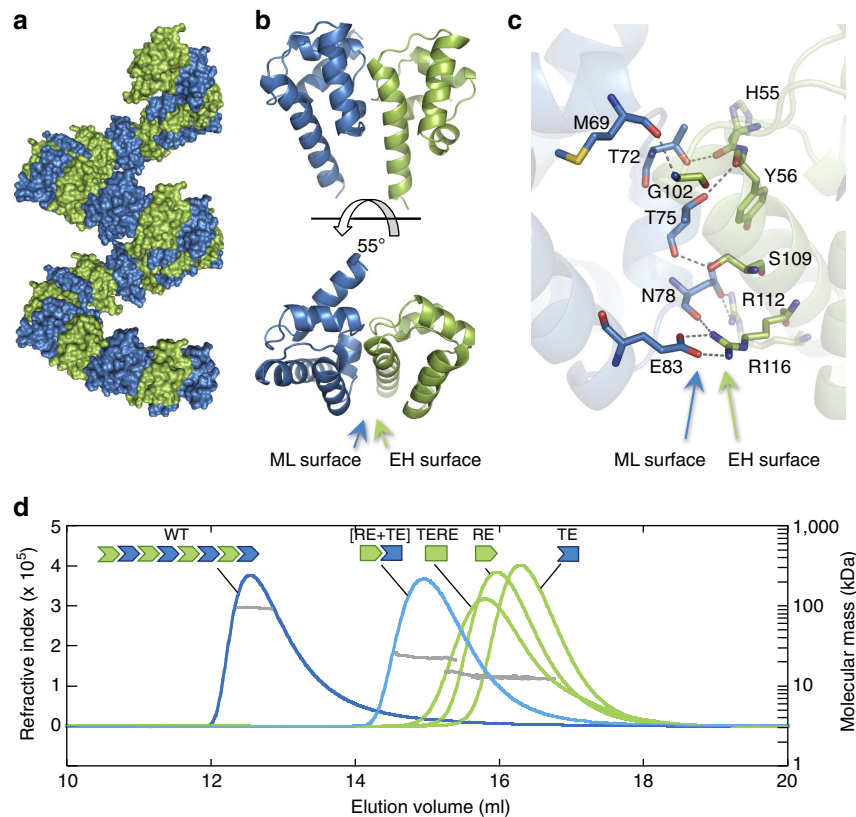 a
b
c
55°
ML surface
EH surface
M69
H55
T72
G102
Y56
T75
S109
N78
R112
E83
R116
ML surface
EH surface
d
WT
[RE+TE]
TERE
RE
TE
5
4
3
2
1
0
Refractive index (x 10⁵)
1,000
100
10
1
Molecular mass (kDa)
10
12
14
16
18
20
Elution volume (ml)